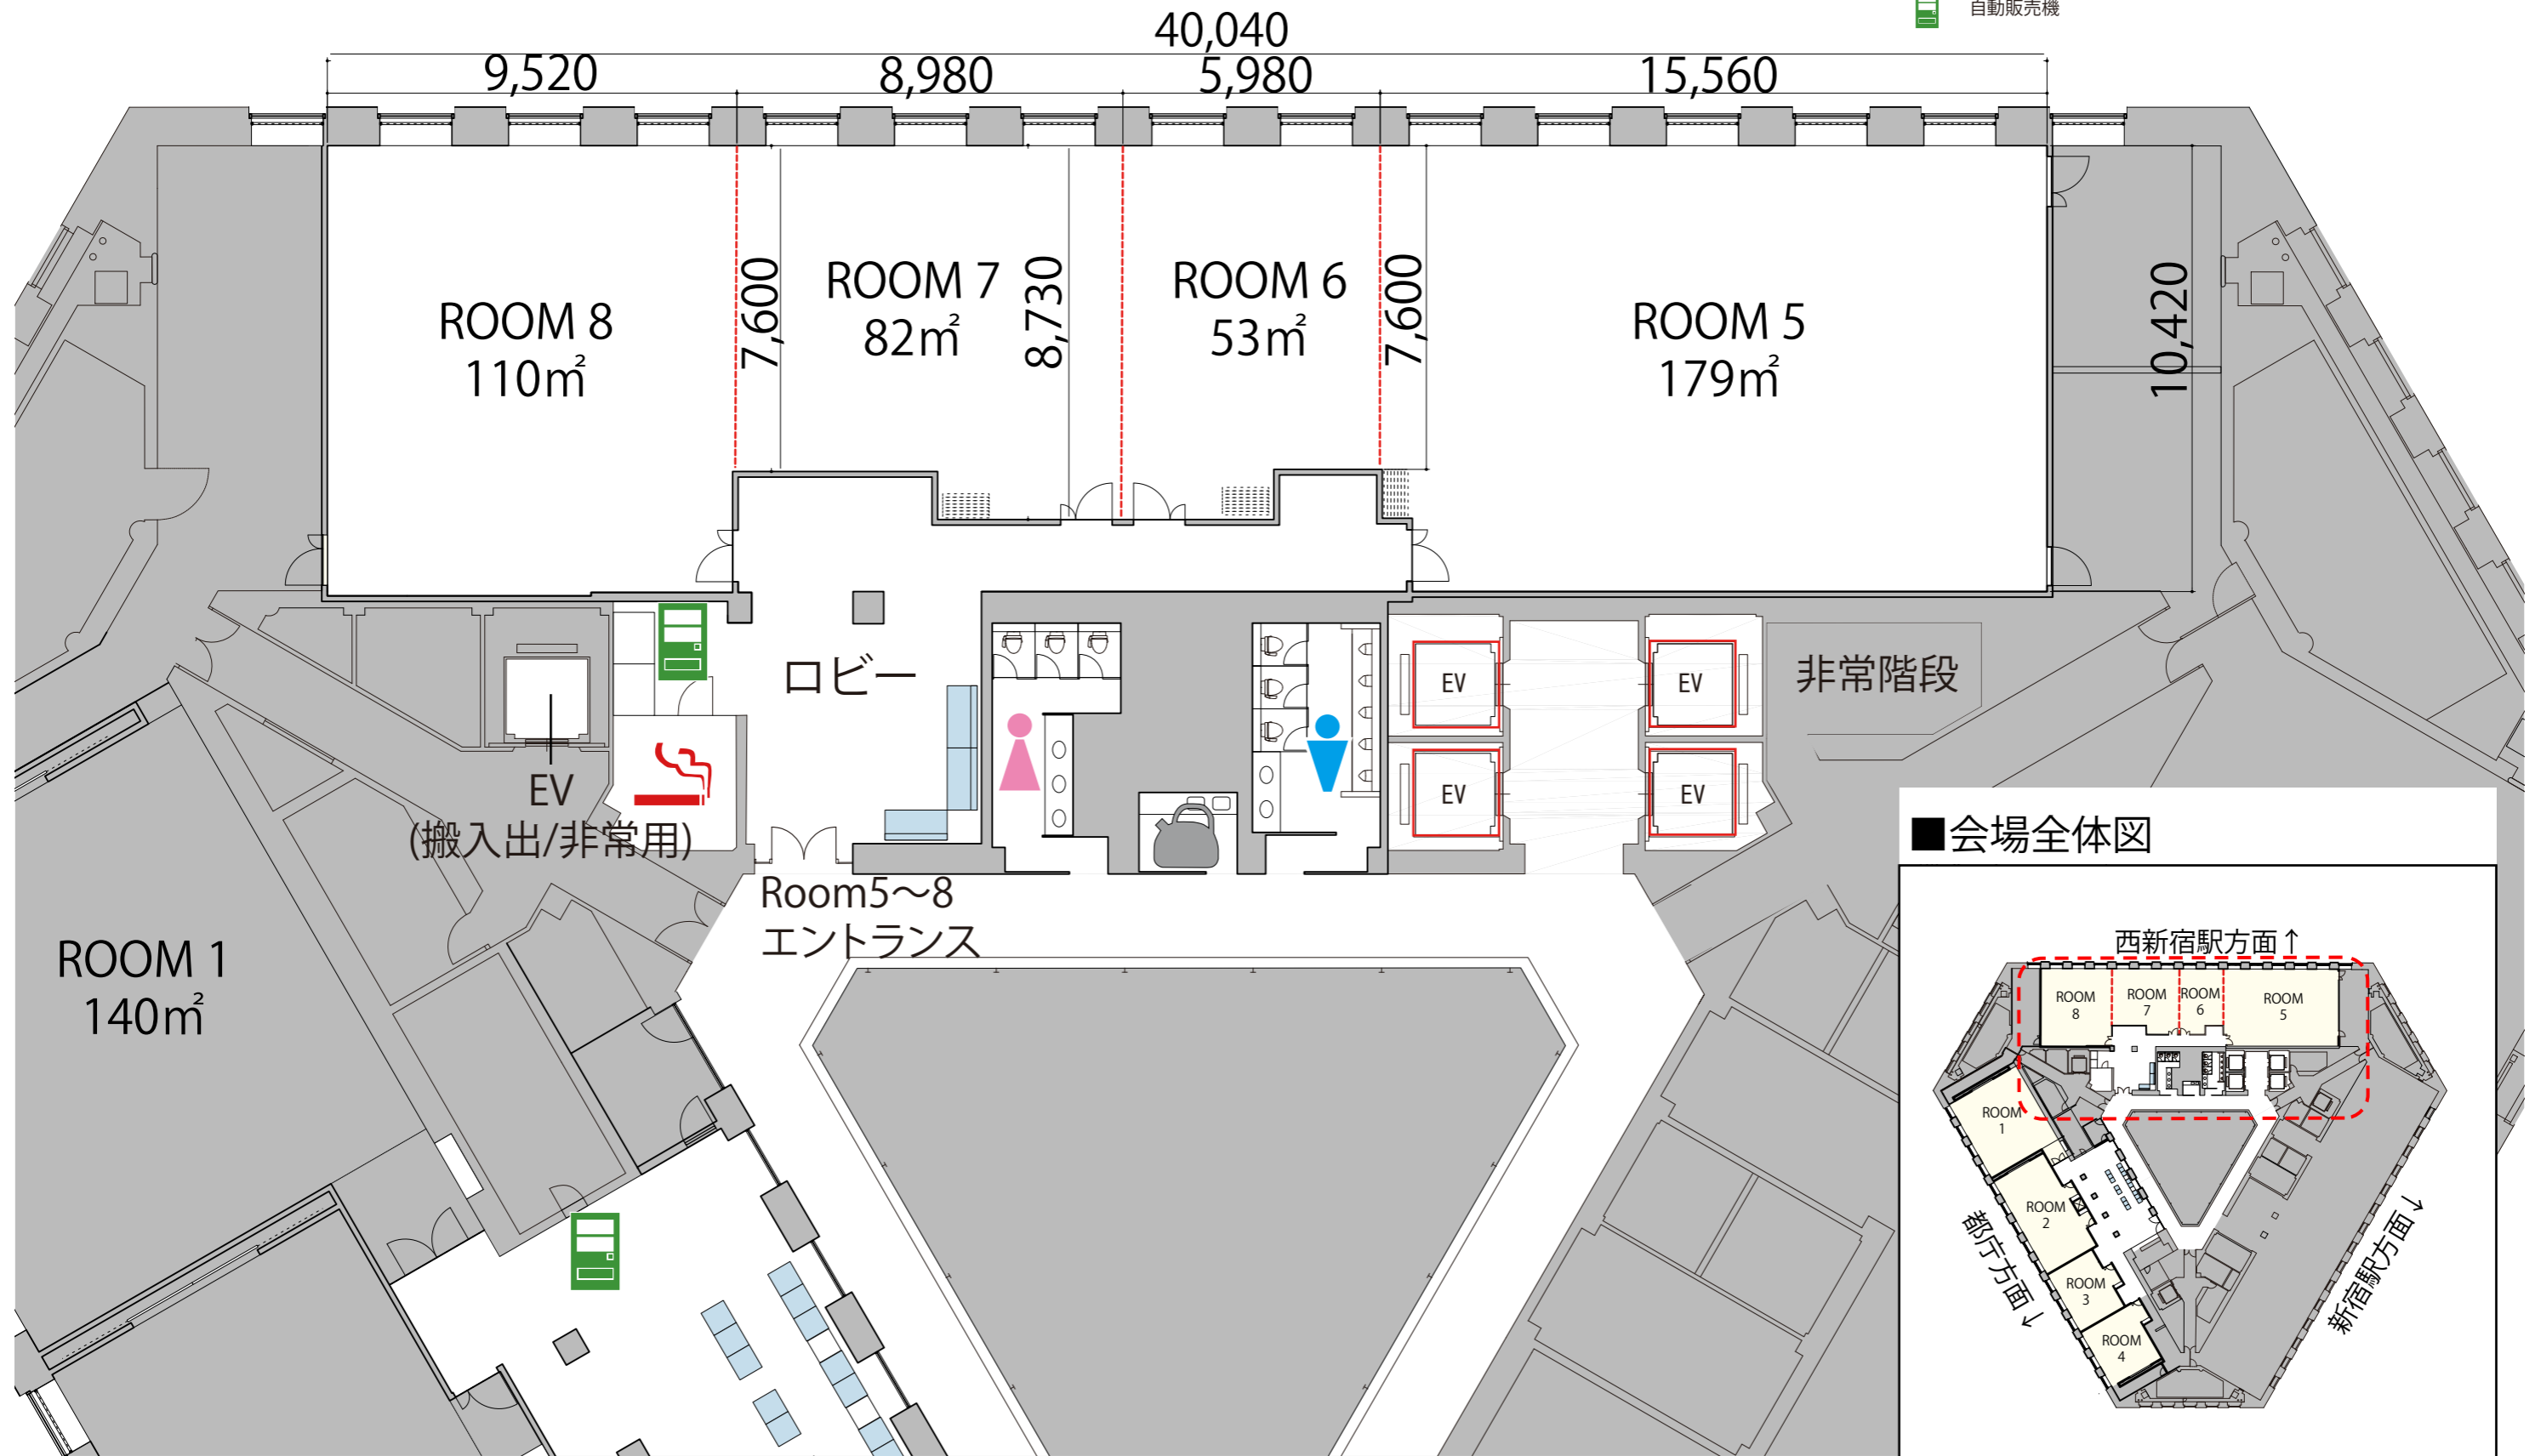 自動販売機
40,040
9,520
8,980
5,980
15,560
ROOM 8
110㎡
7,600
ROOM 7
82㎡
8,730
ROOM 6
53㎡
7,600
ROOM 5
179㎡
10,420
ロビー
EV
EV
非常階段
EV
EV
EV
(搬入出/非常用)
Room5〜8
エントランス
ROOM 1
140㎡
■会場全体図
西新宿駅方面↑
ROOM
8
ROOM
7
ROOM
6
ROOM
5
ROOM
1
ROOM
2
ROOM
3
ROOM
4
都庁方面↓
新宿駅方面↓